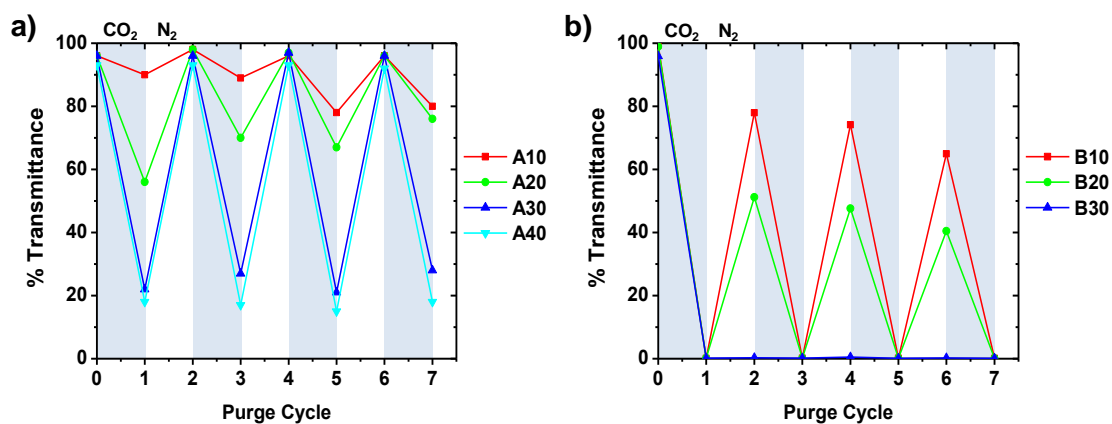 a)
CO₂ N₂
100
80
60
40
20
0
% Transmittance
0 1 2 3 4 5 6 7
Purge Cycle
A10
A20
A30
A40
b)
CO₂ N₂
100
80
60
40
20
0
% Transmittance
0 1 2 3 4 5 6 7
Purge Cycle
B10
B20
B30